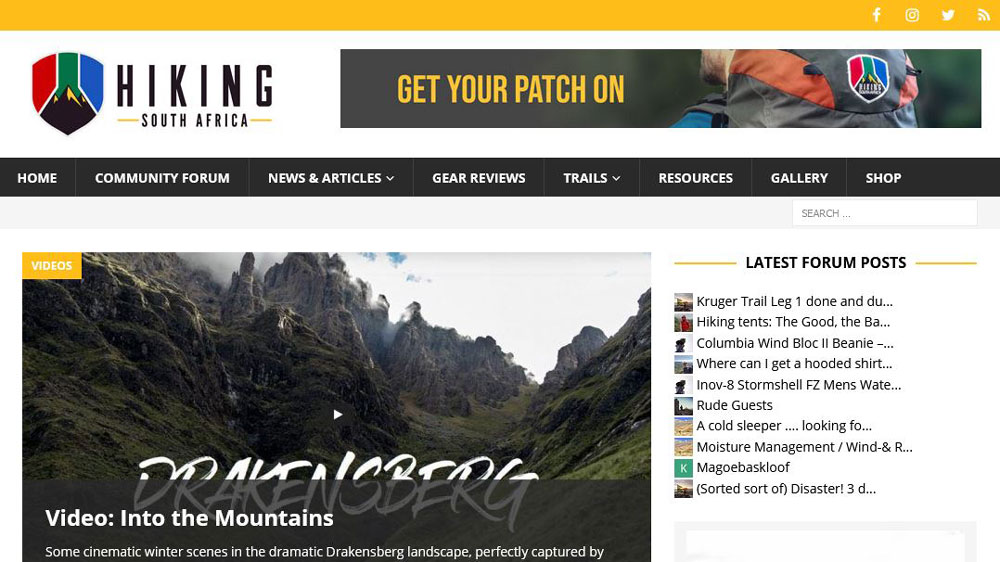 HIKING
SOUTH AFRICA
GET YOUR PATCH ON
HOME
COMMUNITY FORUM
NEWS & ARTICLES
GEAR REVIEWS
TRAILS
RESOURCES
GALLERY
SHOP
SEARCH ...
VIDEOS
DRAKENSBERG
Video: Into the Mountains
Some cinematic winter scenes in the dramatic Drakensberg landscape, perfectly captured by
LATEST FORUM POSTS
Kruger Trail Leg 1 done and du...
Hiking tents: The Good, the Ba...
Columbia Wind Bloc II Beanie –...
Where can I get a hooded shirt...
Inov-8 Stormshell FZ Mens Wate...
Rude Guests
A cold sleeper .... looking fo...
Moisture Management / Wind-& R...
K Magoebaskloof
(Sorted sort of) Disaster! 3 d...